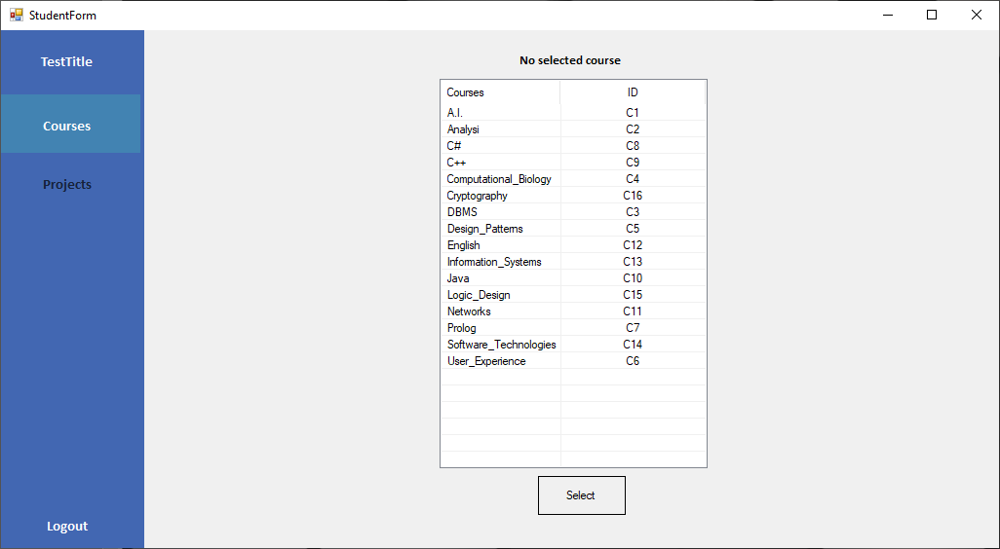 StudentForm
TestTitle
Courses
Projects
Logout
No selected course
Courses ID
A.I. C1
Analysi C2
C# C8
C++ C9
Computational_Biology C4
Cryptography C16
DBMS C3
Design_Patterns C5
English C12
Information_Systems C13
Java C10
Logic_Design C15
Networks C11
Prolog C7
Software_Technologies C14
User_Experience C6
Select